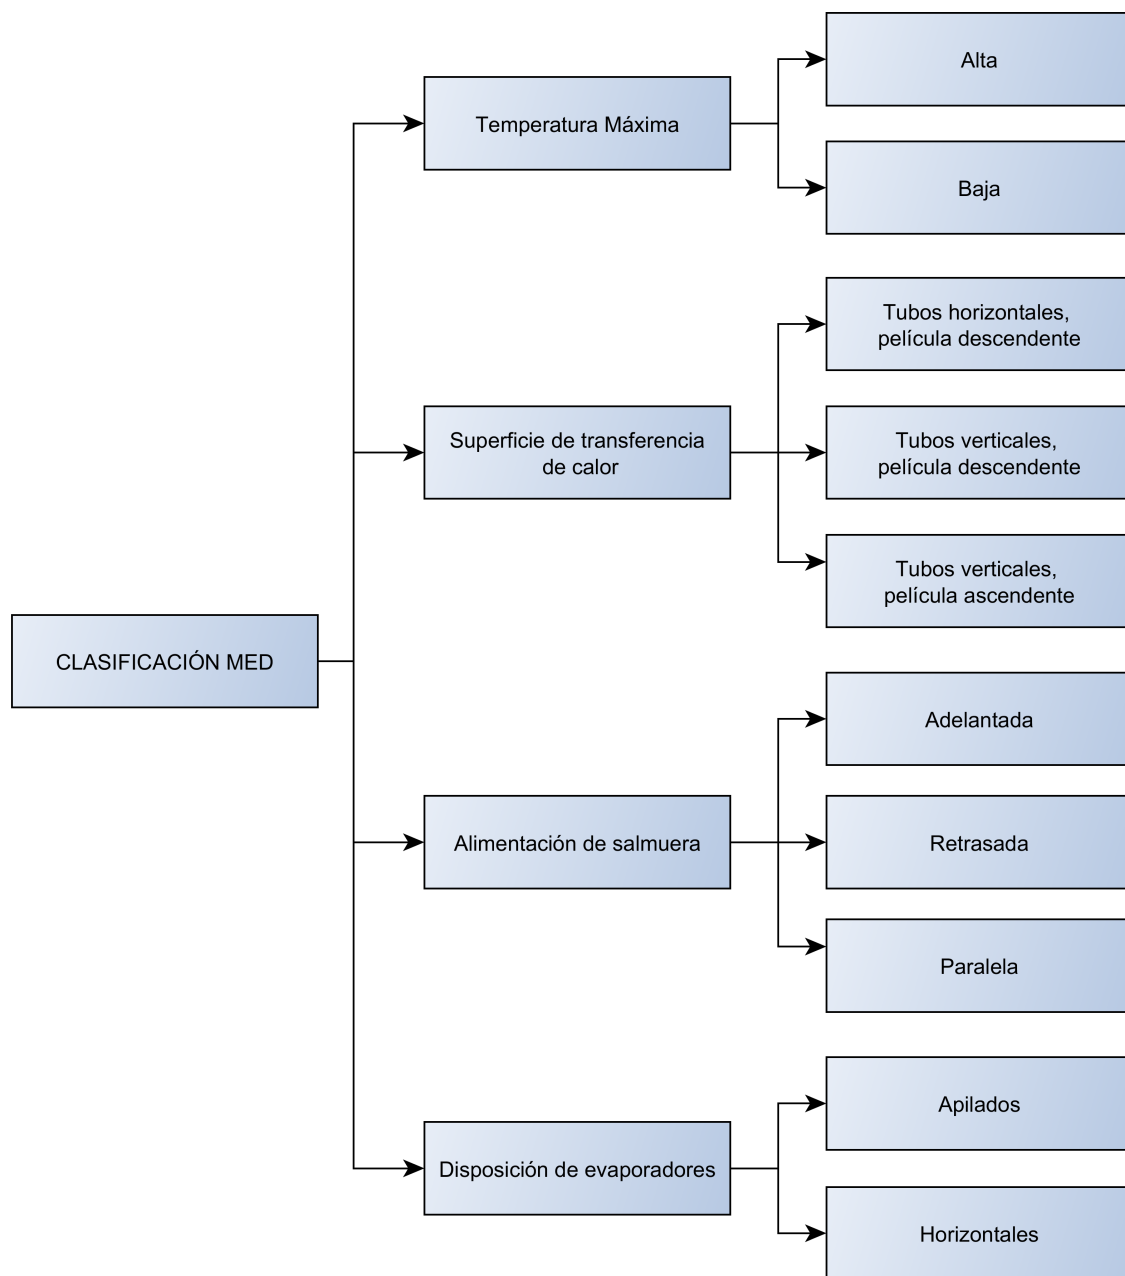 Alta
Temperatura Máxima
Baja
Tubos horizontales,
película descendente
Superficie de transferencia
de calor
Tubos verticales,
película descendente
Tubos verticales,
película ascendente
CLASIFICACIÓN MED
Adelantada
Alimentación de salmuera
Retrasada
Paralela
Apilados
Disposición de evaporadores
Horizontales